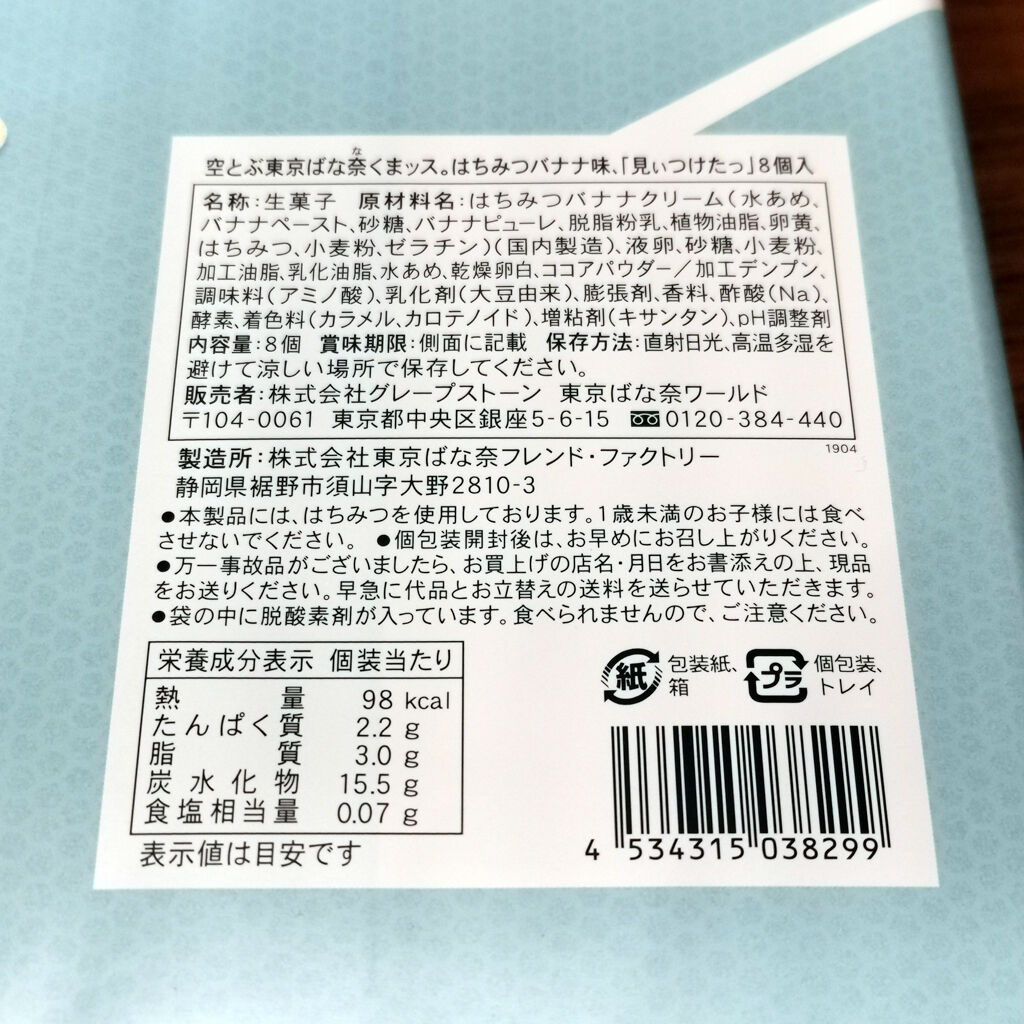 な
空とぶ東京ばな奈くまッス。はちみつバナナ味、「見ぃつけたっ」8個入
名称:生菓子 原材料名:はちみつバナナクリーム(水あめ、
バナナペースト、砂糖、バナナピューレ、脱脂粉乳、植物油脂、卵黄、
はちみつ、小麦粉、ゼラチン)(国内製造)、液卵、砂糖、小麦粉、
加工油脂、乳化油脂、水あめ、乾燥卵白、ココアパウダー/加工デンプン、
調味料(アミノ酸)、乳化剤(大豆由来)、膨張剤、香料、酢酸(Na)、
酵素、着色料(カラメル、カロテノイド)、増粘剤(キサンタン)、pH調整剤
内容量:8個 賞味期限:側面に記載 保存方法:直射日光、高温多湿を
避けて涼しい場所で保存してください。
販売者:株式会社グレープストーン 東京ばな奈ワールド
〒104-0061 東京都中央区銀座5-6-15 0120-384-440
1904
製造所:株式会社東京ばな奈フレンド・ファクトリー
静岡県裾野市須山字大野2810-3
●本製品には、はちみつを使用しております。1歳未満のお子様には食べ
させないでください。 ●個包装開封後は、お早めにお召し上がりください。
●万一事故品がございましたら、お買上げの店名・月日をお書添えの上、現品
をお送りください。早急に代品とお立替えの送料を送らせていただきます。
●袋の中に脱酸素剤が入っています。食べられませんので、ご注意ください。
栄養成分表示 個装当たり
熱量 98 kcal
たんぱく質 2.2 g
脂質 3.0 g
炭水化物 15.5 g
食塩相当量 0.07 g
表示値は目安です
紙 包装紙、
箱
プラ 個包装、
トレイ
4 534315 038299